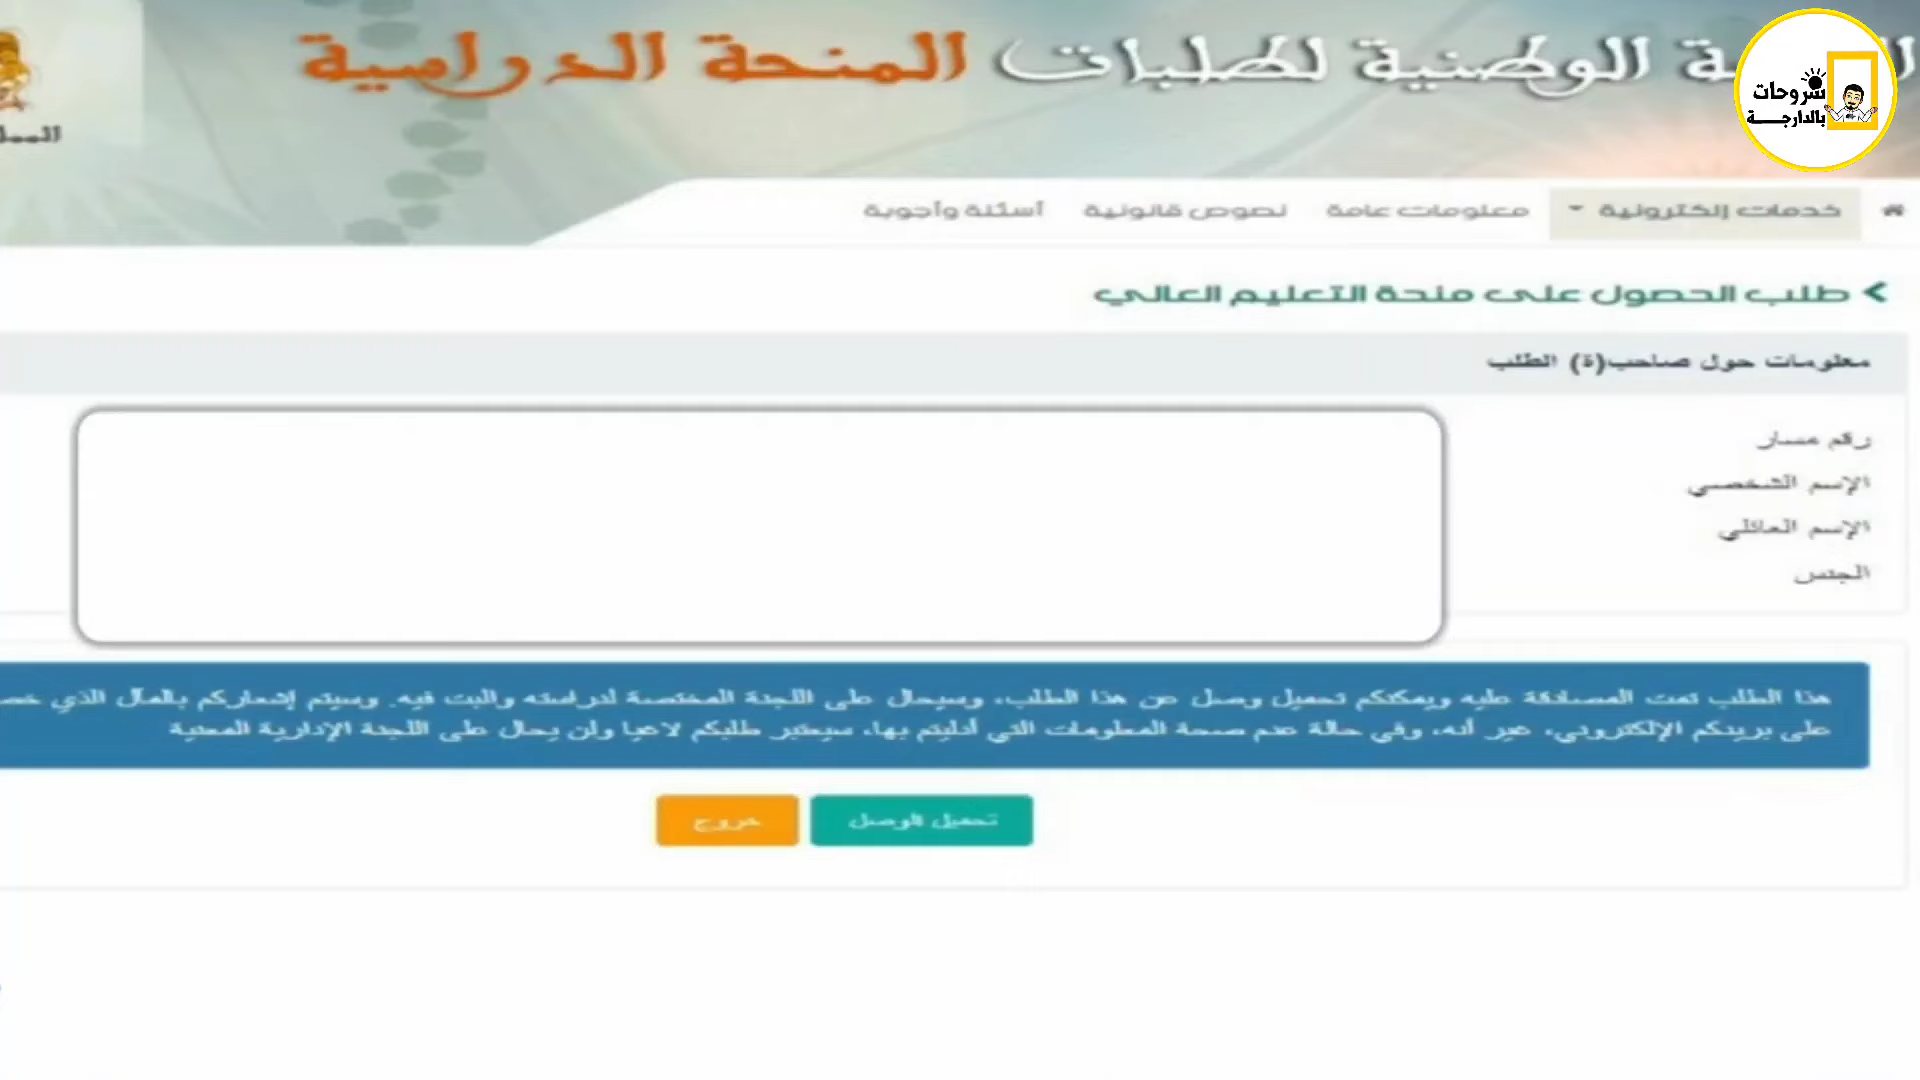 لطلبات المنحة الدراسية
الوطنية
شروحات
بالدارجة
خدمات إلكترونية
معلومات عامة
نصوص قانونية
أسئلة وأجوبة
طلب الحصول على منحة التعليم العالي
معلومات حول صاحب(ة) الطلب
رقم مسار
الإسم الشخصي
الإسم العائلي
الجنس
هذا الطلب تمت المصادقة عليه ويمكنكم تحميل وصل عن هذا الطلب، وسيحال على اللجنة المختصة لدراسته والبت فيه. وسيتم إشعاركم بالمآل الذي خصـ
على بريدكم الإلكتروني، غير أنه، وفي حالة عدم صحة المعلومات التي أدليتم بها، سيعتبر طلبكم لاغيا ولن يحال على اللجنة الإدارية المعنية
تحميل الوصل
خروج